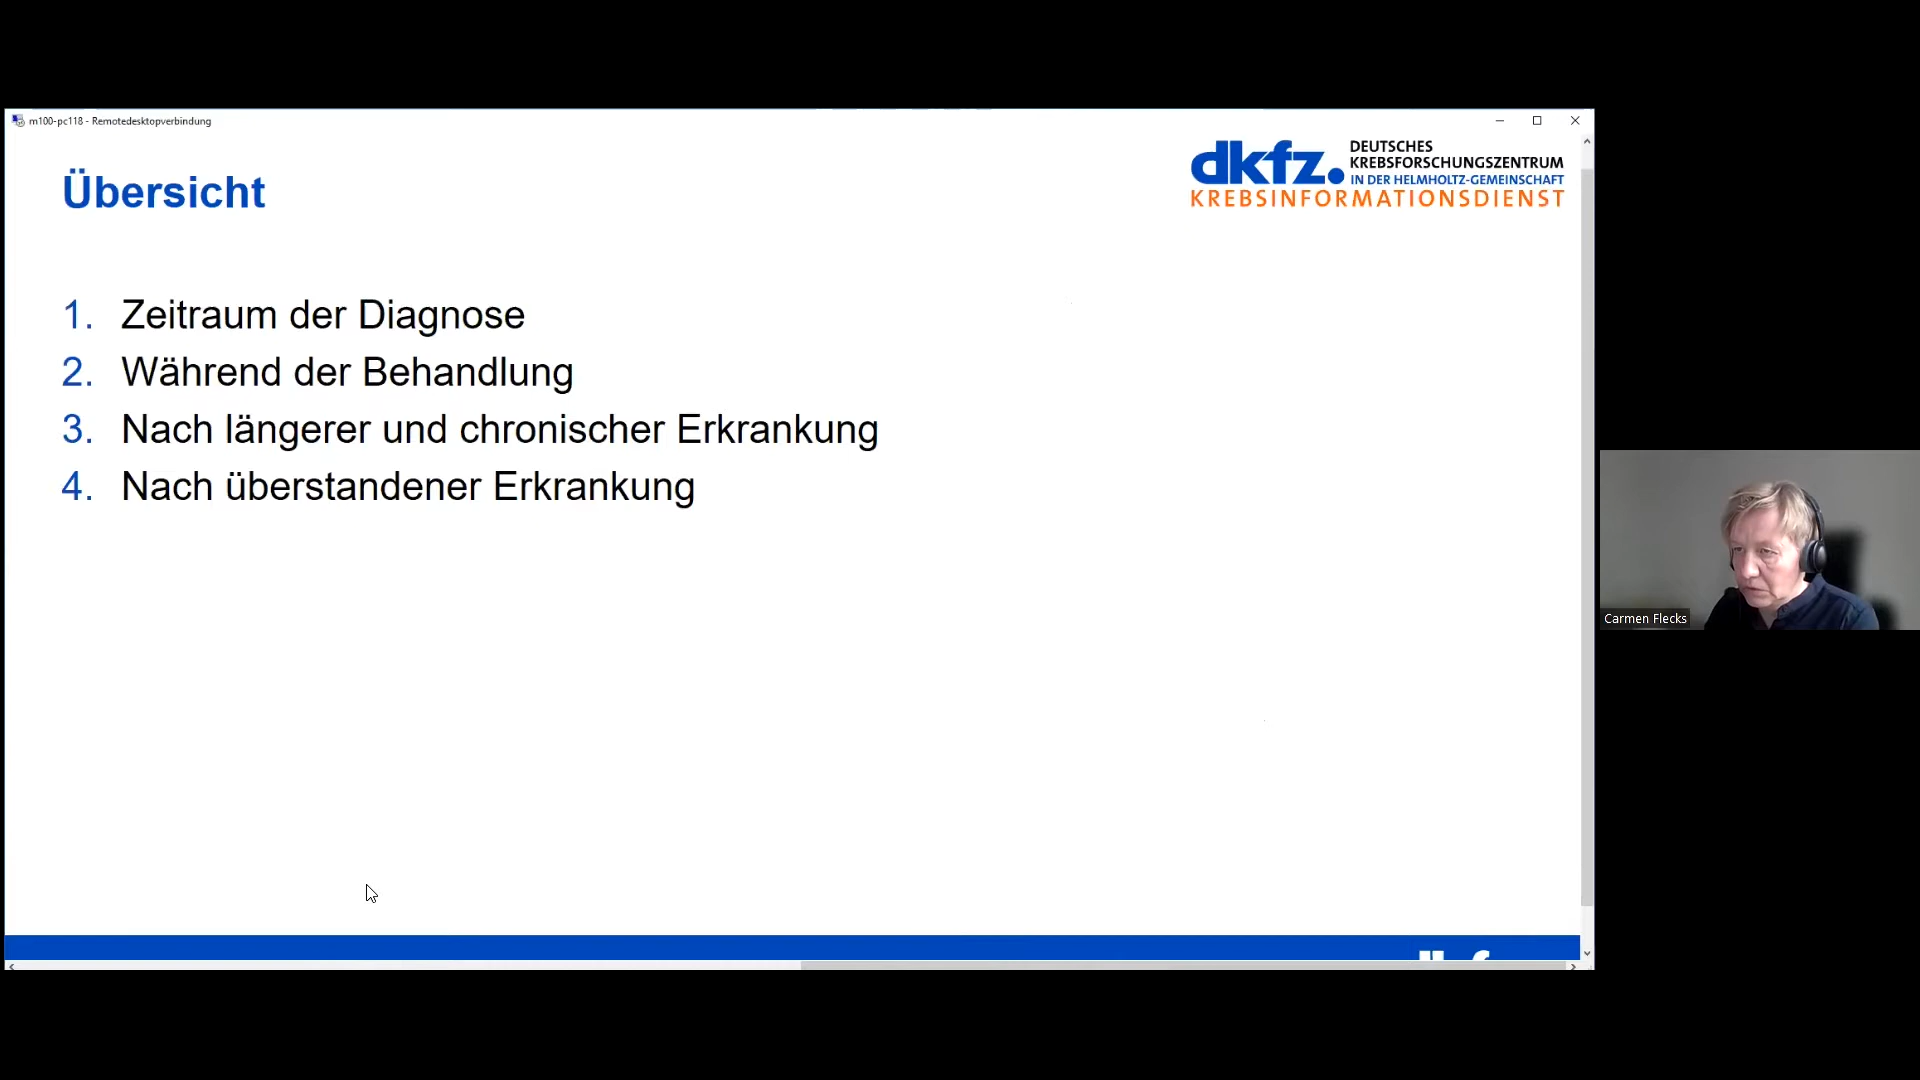 m100-pc118 - Remotedesktopverbindung
Übersicht
dkfz.
DEUTSCHES
KREBSFORSCHUNGSZENTRUM
IN DER HELMHOLTZ-GEMEINSCHAFT
KREBSINFORMATIONSDIENST
1. Zeitraum der Diagnose
2. Während der Behandlung
3. Nach längerer und chronischer Erkrankung
4. Nach überstandener Erkrankung
Carmen Flecks